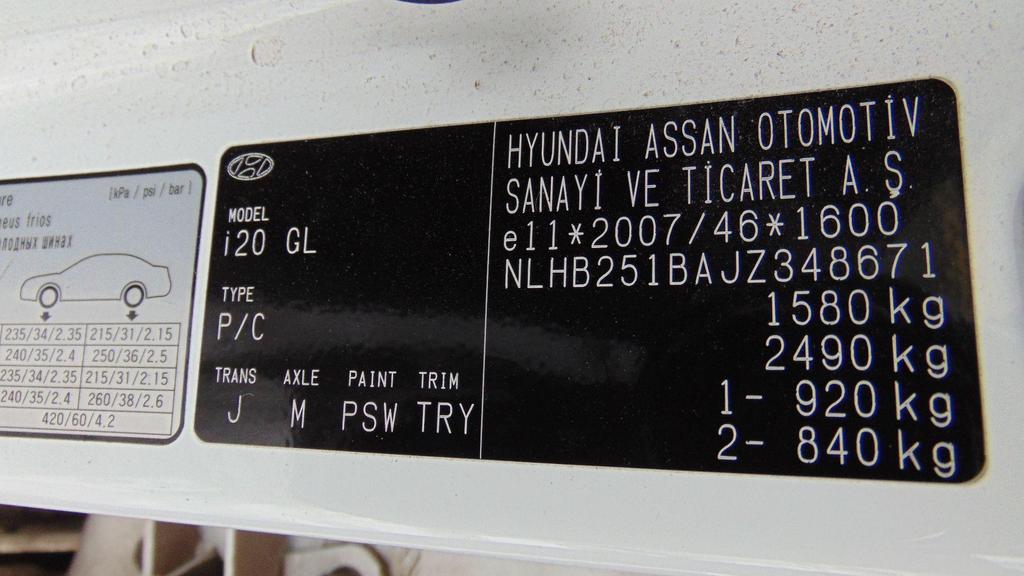 [kPa / psi / bar]
neus frios
шинах
235/34/2.35 215/31/2.15
240/35/2.4 250/36/2.5
235/34/2.35 215/31/2.15
240/35/2.4 260/38/2.6
420/60/4.2
MODEL
i20 GL
TYPE
P/C
TRANS AXLE PAINT TRIM
J M PSW TRY
HYUNDAİ ASSAN OTOMOTİV
SANAYİ VE TİCARET A.Ş.
e11*2007/46*1600
NLHB251BAJZ348671
1580 kg
2490 kg
1- 920 kg
2- 840 kg